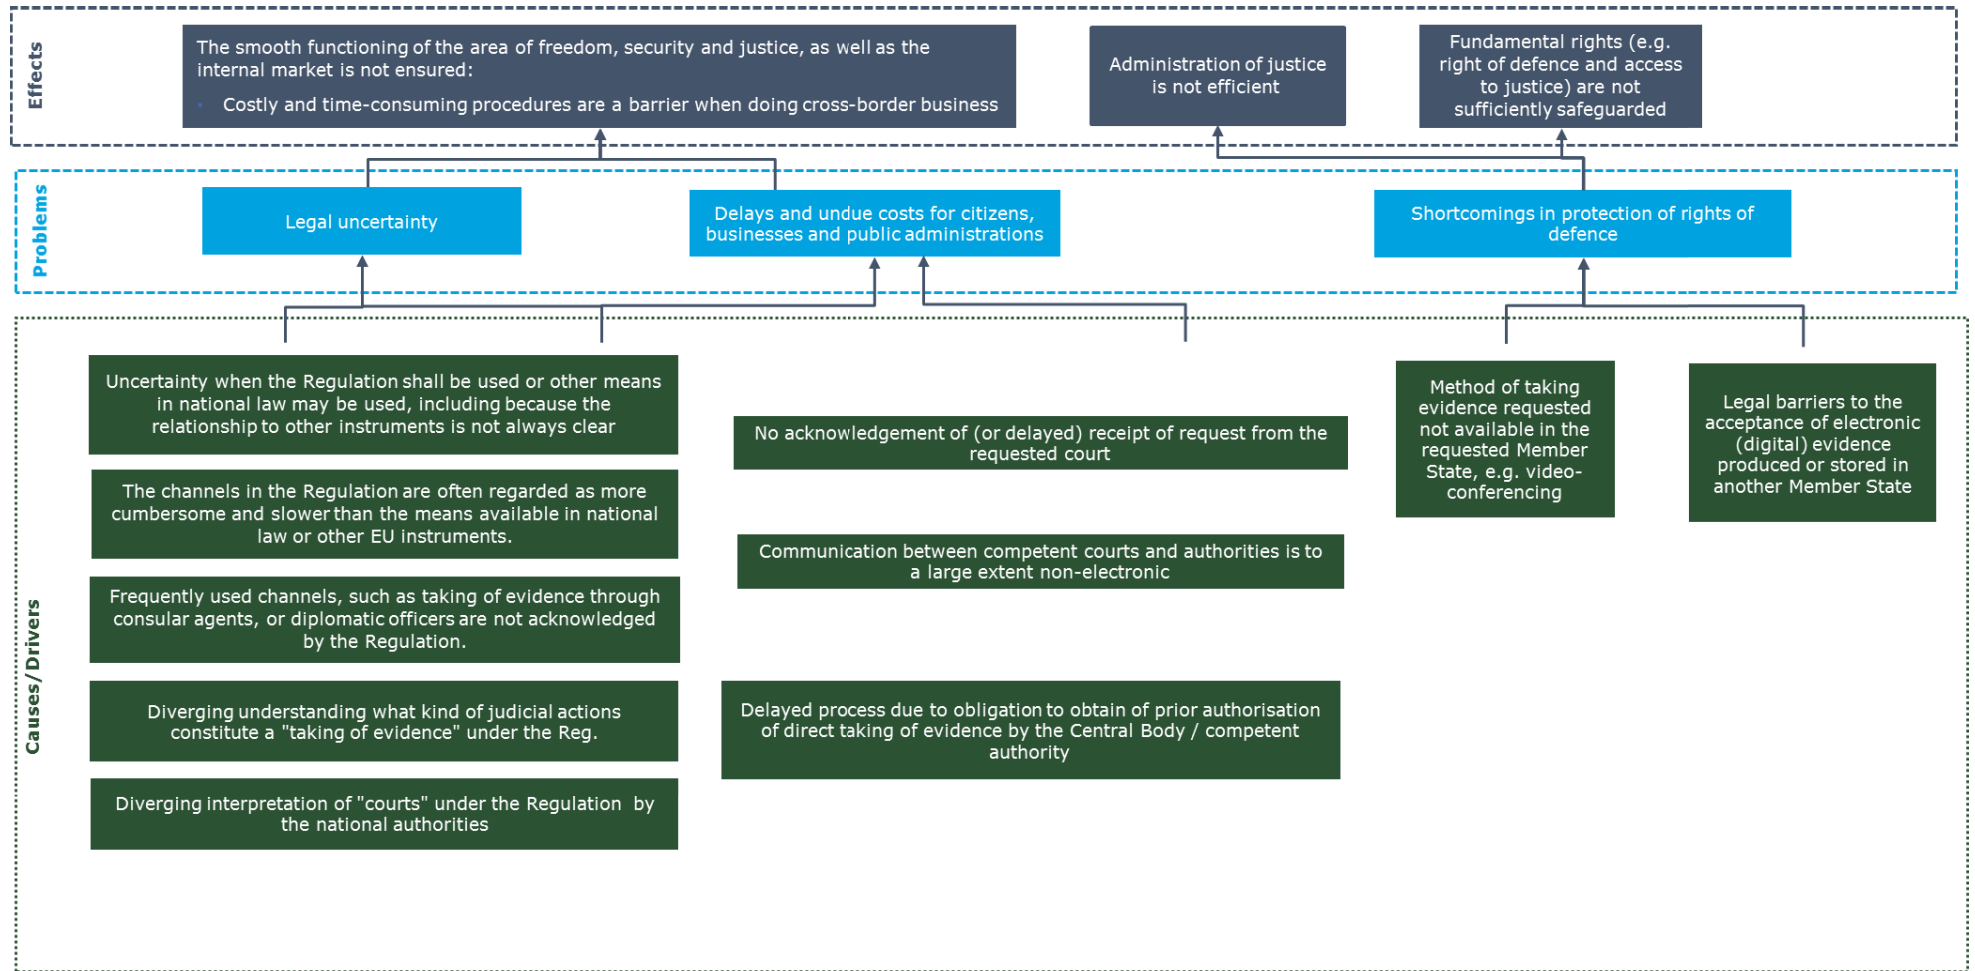 Effects
The smooth functioning of the area of freedom, security and justice, as well as the
internal market is not ensured:
• Costly and time-consuming procedures are a barrier when doing cross-border business
Administration of justice
is not efficient
Fundamental rights (e.g.
right of defence and access
to justice) are not
sufficiently safeguarded
Problems
Legal uncertainty
Delays and undue costs for citizens,
businesses and public administrations
Shortcomings in protection of rights of
defence
Causes/Drivers
Uncertainty when the Regulation shall be used or other means
in national law may be used, including because the
relationship to other instruments is not always clear
The channels in the Regulation are often regarded as more
cumbersome and slower than the means available in national
law or other EU instruments.
Frequently used channels, such as taking of evidence through
consular agents, or diplomatic officers are not acknowledged
by the Regulation.
Diverging understanding what kind of judicial actions
constitute a "taking of evidence" under the Reg.
Diverging interpretation of "courts" under the Regulation by
the national authorities
No acknowledgement of (or delayed) receipt of request from the
requested court
Communication between competent courts and authorities is to
a large extent non-electronic
Delayed process due to obligation to obtain of prior authorisation
of direct taking of evidence by the Central Body / competent
authority
Method of taking
evidence requested
not available in the
requested Member
State, e.g. video-
conferencing
Legal barriers to the
acceptance of electronic
(digital) evidence
produced or stored in
another Member State